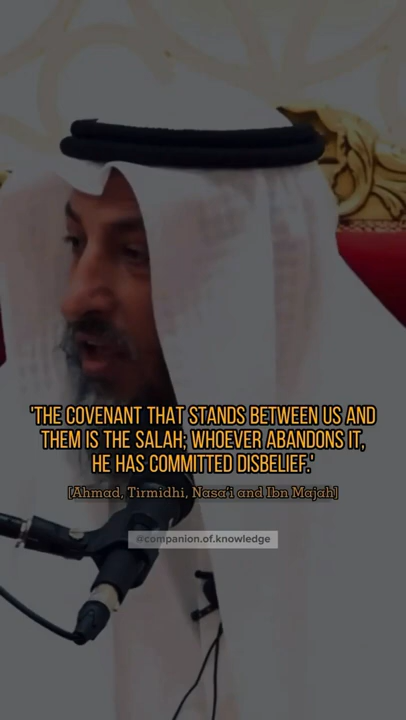 'THE COVENANT THAT STANDS BETWEEN US AND
THEM IS THE SALAH; WHOEVER ABANDONS IT,
HE HAS COMMITTED DISBELIEF.'
[Ahmad, Tirmidhi, Nasa'i and Ibn Majah]
@companion.of.knowledge